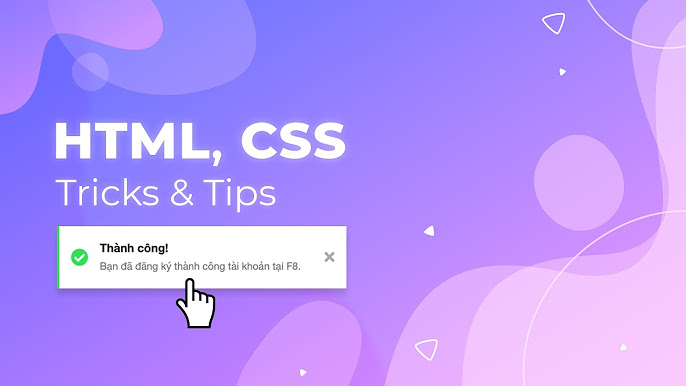 HTML, CSS
Tricks & Tips
Thành công!
Bạn đã đăng ký thành công tài khoản tại F8.